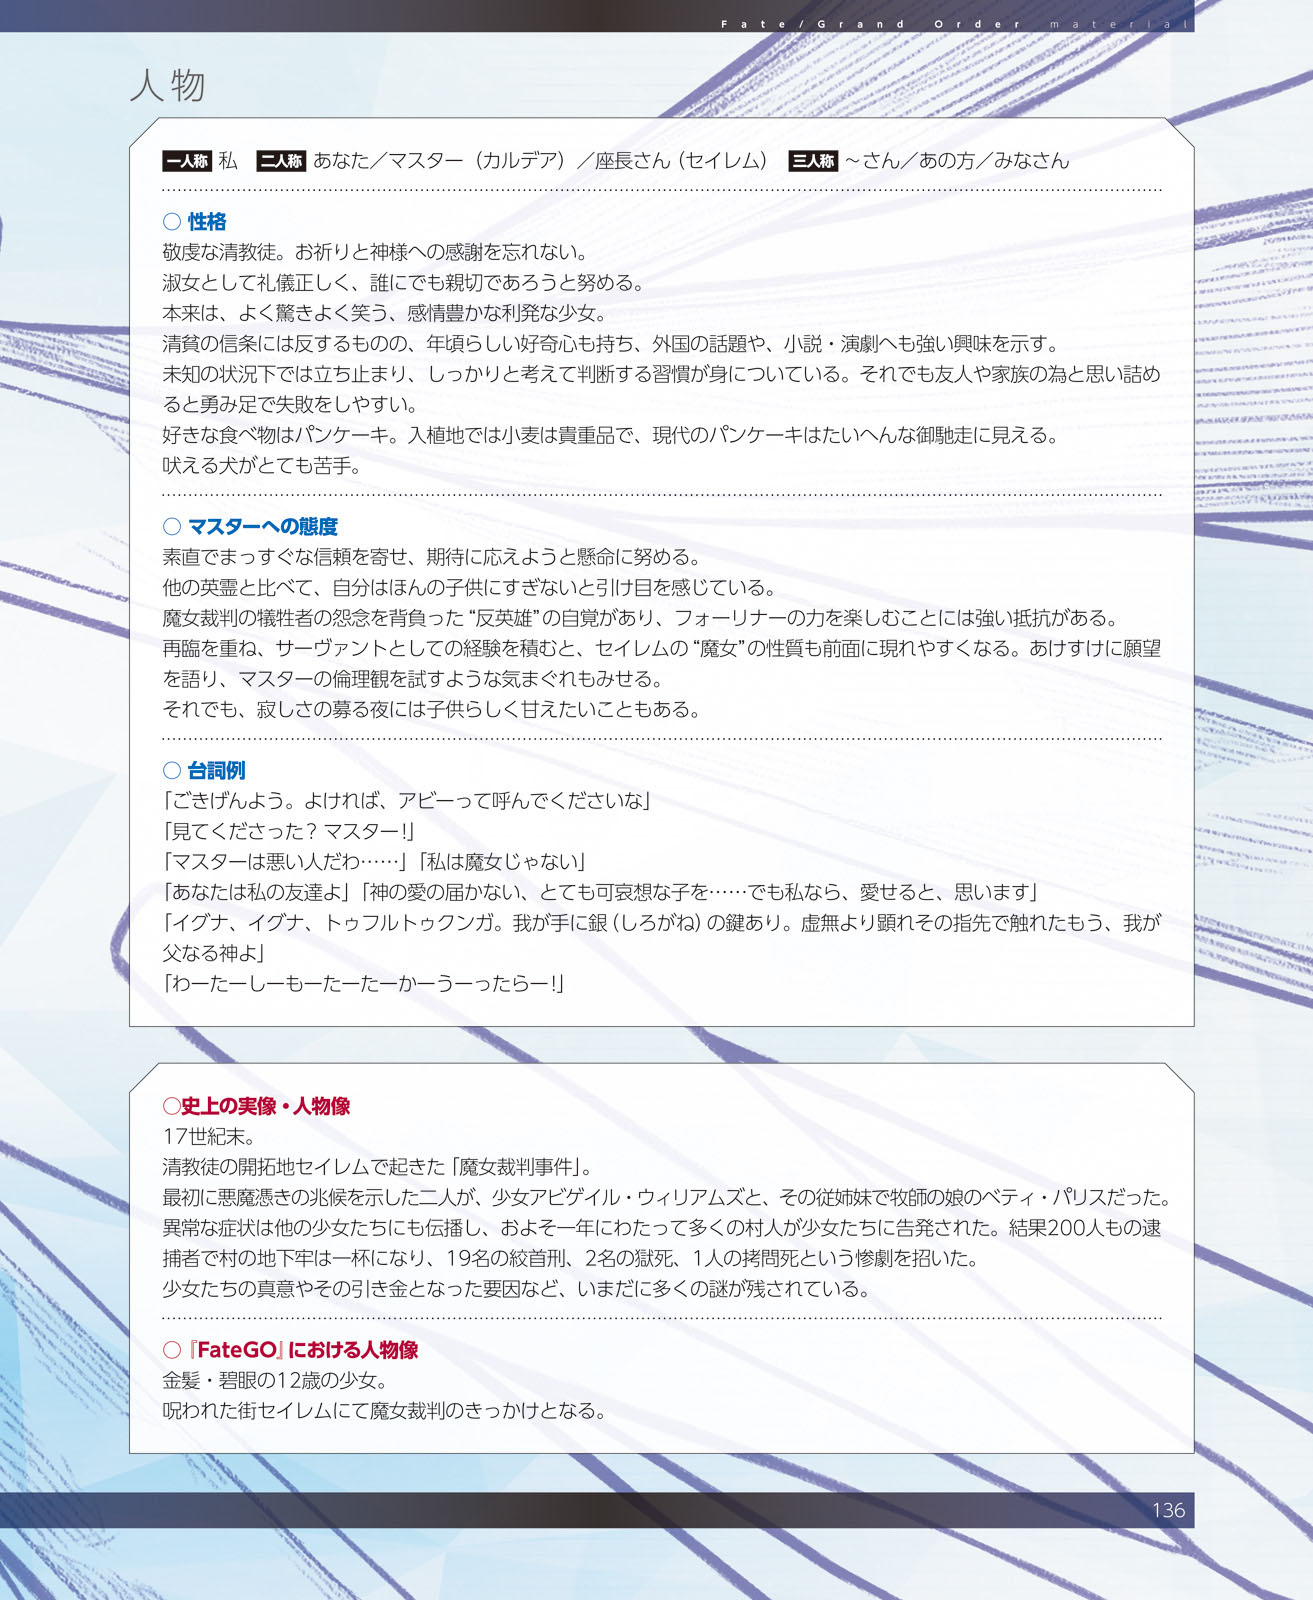 Fate/Grand Order material
人物
一人称 私 二人称 あなた／マスター（カルデア）／座長さん（セイレム） 三人称 ～さん／あの方／みなさん
○ 性格
敬虔な清教徒。お祈りと神様への感謝を忘れない。
淑女として礼儀正しく、誰にでも親切であろうと努める。
本来は、よく驚きよく笑う、感情豊かな利発な少女。
清貧の信条には反するものの、年頃らしい好奇心も持ち、外国の話題や、小説・演劇へも強い興味を示す。
未知の状況下では立ち止まり、しっかりと考えて判断する習慣が身についている。それでも友人や家族の為と思い詰め
ると勇み足で失敗をしやすい。
好きな食べ物はパンケーキ。入植地では小麦は貴重品で、現代のパンケーキはたいへんな御馳走に見える。
吠える犬がとても苦手。
○ マスターへの態度
素直でまっすぐな信頼を寄せ、期待に応えようと懸命に努める。
他の英霊と比べて、自分はほんの子供にすぎないと引け目を感じている。
魔女裁判の犠牲者の怨念を背負った“反英雄”の自覚があり、フォーリナーの力を楽しむことには強い抵抗がある。
再臨を重ね、サーヴァントとしての経験を積むと、セイレムの“魔女”の性質も前面に現れやすくなる。あけすけに願望
を語り、マスターの倫理観を試すような気まぐれもみせる。
それでも、寂しさの募る夜には子供らしく甘えたいこともある。
○ 台詞例
「ごきげんよう。よければ、アビーって呼んでくださいな」
「見てくださった？ マスター！」
「マスターは悪い人だわ……」「私は魔女じゃない」
「あなたは私の友達よ」「神の愛の届かない、とても可哀想な子を……でも私なら、愛せると、思います」
「イグナ、イグナ、トゥフルトゥクンガ。我が手に銀（しろがね）の鍵あり。虚無より顕れその指先で触れたもう、我が
父なる神よ」
「わーたーしーもーたーたーかーうーったらー！」
○史上の実像・人物像
17世紀末。
清教徒の開拓地セイレムで起きた「魔女裁判事件」。
最初に悪魔憑きの兆候を示した二人が、少女アビゲイル・ウィリアムズと、その従姉妹で牧師の娘のベティ・パリスだった。
異常な症状は他の少女たちにも伝播し、およそ一年にわたって多くの村人が少女たちに告発された。結果200人もの逮
捕者で村の地下牢は一杯になり、19名の絞首刑、2名の獄死、1人の拷問死という惨劇を招いた。
少女たちの真意やその引き金となった要因など、いまだに多くの謎が残されている。
○『FateGO』における人物像
金髪・碧眼の12歳の少女。
呪われた街セイレムにて魔女裁判のきっかけとなる。
136